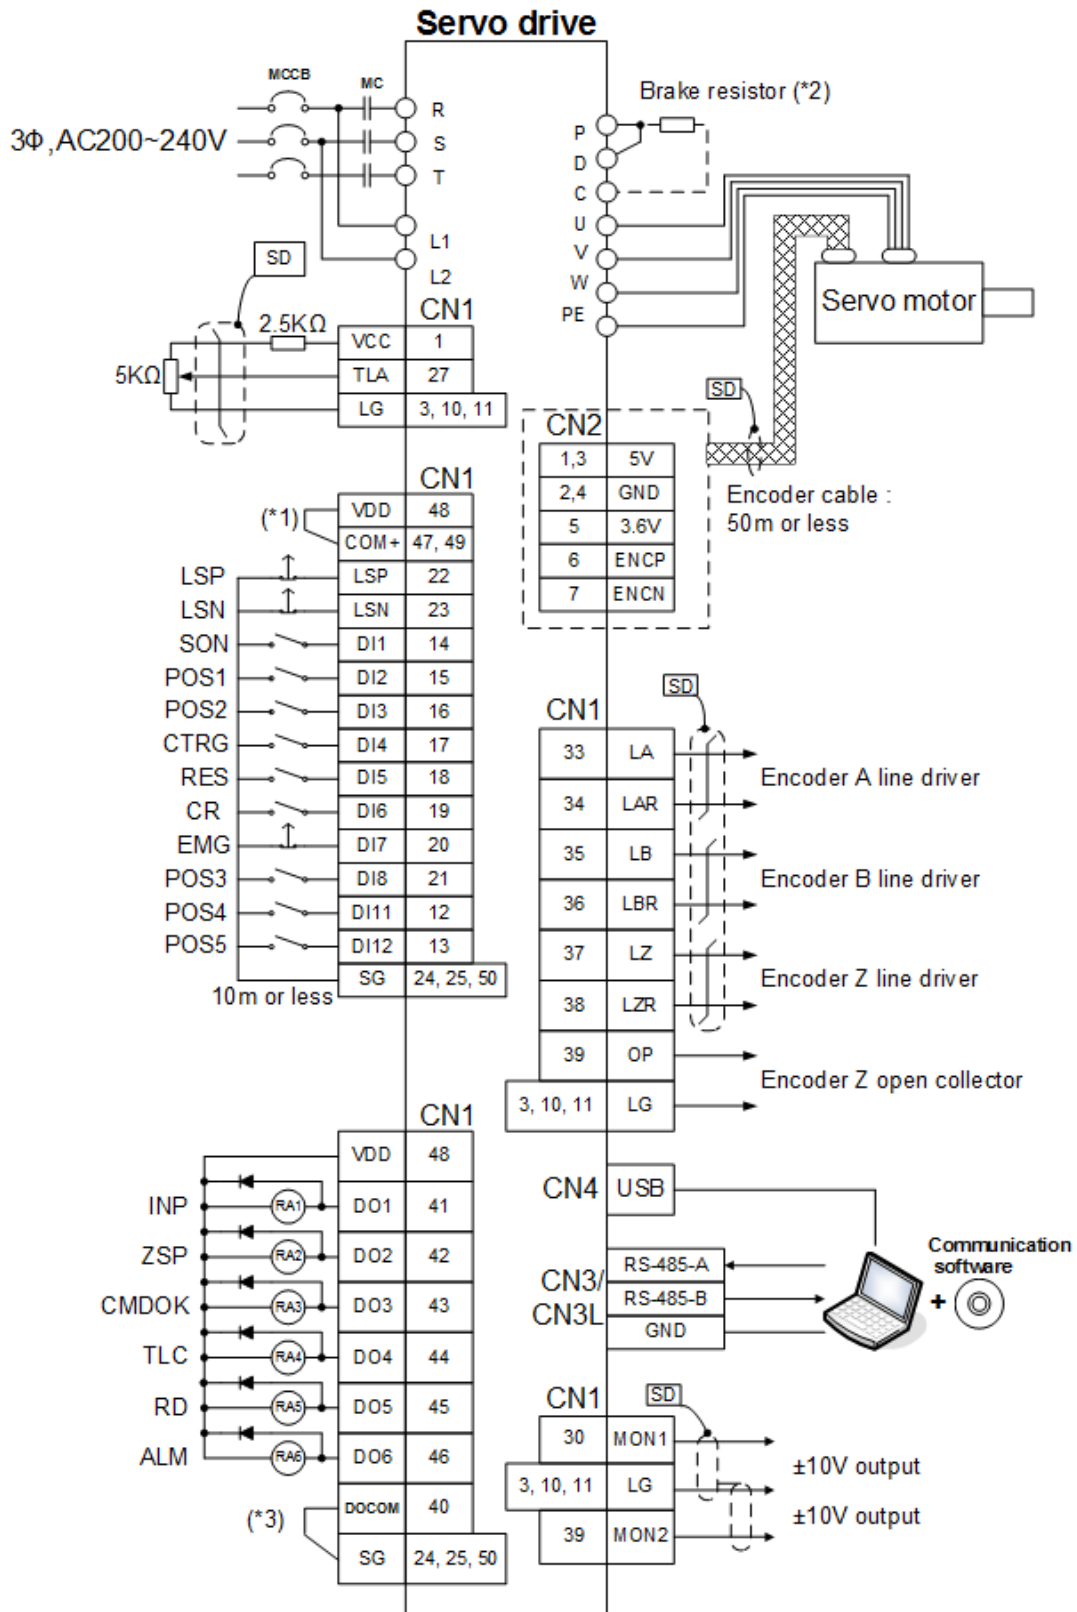 Servo drive
MCCB
MC
3Φ,AC200~240V
R
S
T
L1
L2
Brake resistor (*2)
P
D
C
U
V
W
PE
Servo motor
SD
2.5KΩ
5KΩ
CN1
VCC 1
TLA 27
LG 3, 10, 11
SD
Encoder cable :
50m or less
CN2
1,3 5V
2,4 GND
5 3.6V
6 ENCP
7 ENCN
CN1
(*1)
VDD 48
COM+ 47, 49
LSP LSP 22
LSN LSN 23
SON DI1 14
POS1 DI2 15
POS2 DI3 16
CTRG DI4 17
RES DI5 18
CR DI6 19
EMG DI7 20
POS3 DI8 21
POS4 DI11 12
POS5 DI12 13
SG 24, 25, 50
10m or less
SD
CN1
33 LA
34 LAR
Encoder A line driver
35 LB
36 LBR
Encoder B line driver
37 LZ
38 LZR
Encoder Z line driver
39 OP
3, 10, 11 LG
Encoder Z open collector
CN1
VDD 48
INP RA1 DO1 41
ZSP RA2 DO2 42
CMDOK RA3 DO3 43
TLC RA4 DO4 44
RD RA5 DO5 45
ALM RA6 DO6 46
(*3)
DOCOM 40
SG 24, 25, 50
CN4 USB
CN3/
CN3L
RS-485-A
RS-485-B
GND
Communication
software
+
CN1
SD
30 MON1
3, 10, 11 LG
39 MON2
±10V output
±10V output